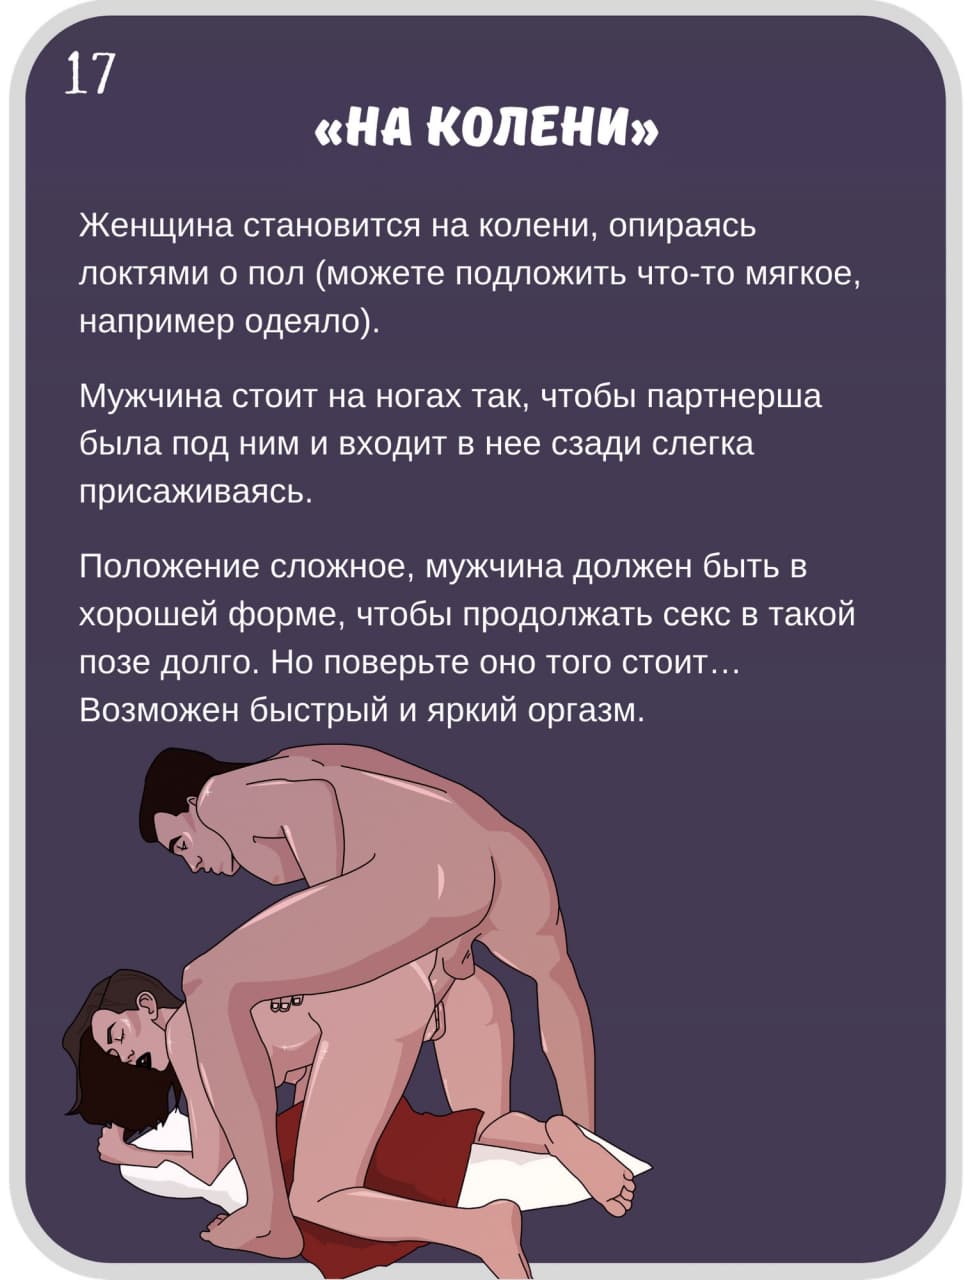 17
«НА КОЛЕНИ»
Женщина становится на колени, опираясь
локтями о пол (можете подложить что-то мягкое,
например одеяло).
Мужчина стоит на ногах так, чтобы партнерша
была под ним и входит в нее сзади слегка
присаживаясь.
Положение сложное, мужчина должен быть в
хорошей форме, чтобы продолжать секс в такой
позе долго. Но поверьте оно того стоит…
Возможен быстрый и яркий оргазм.